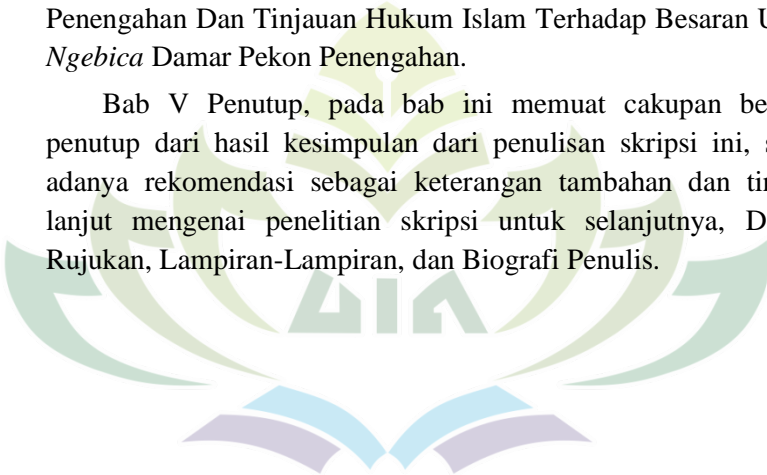 Penengahan Dan Tinjauan Hukum Islam Terhadap Besaran
Ngebica Damar Pekon Penengahan.
Bab V Penutup, pada bab ini memuat cakupan
penutup dari hasil kesimpulan dari penulisan skripsi ini,
adanya rekomendasi sebagai keterangan tambahan dan
lanjut mengenai penelitian skripsi untuk selanjutnya,
Rujukan, Lampiran-Lampiran, dan Biografi Penulis.